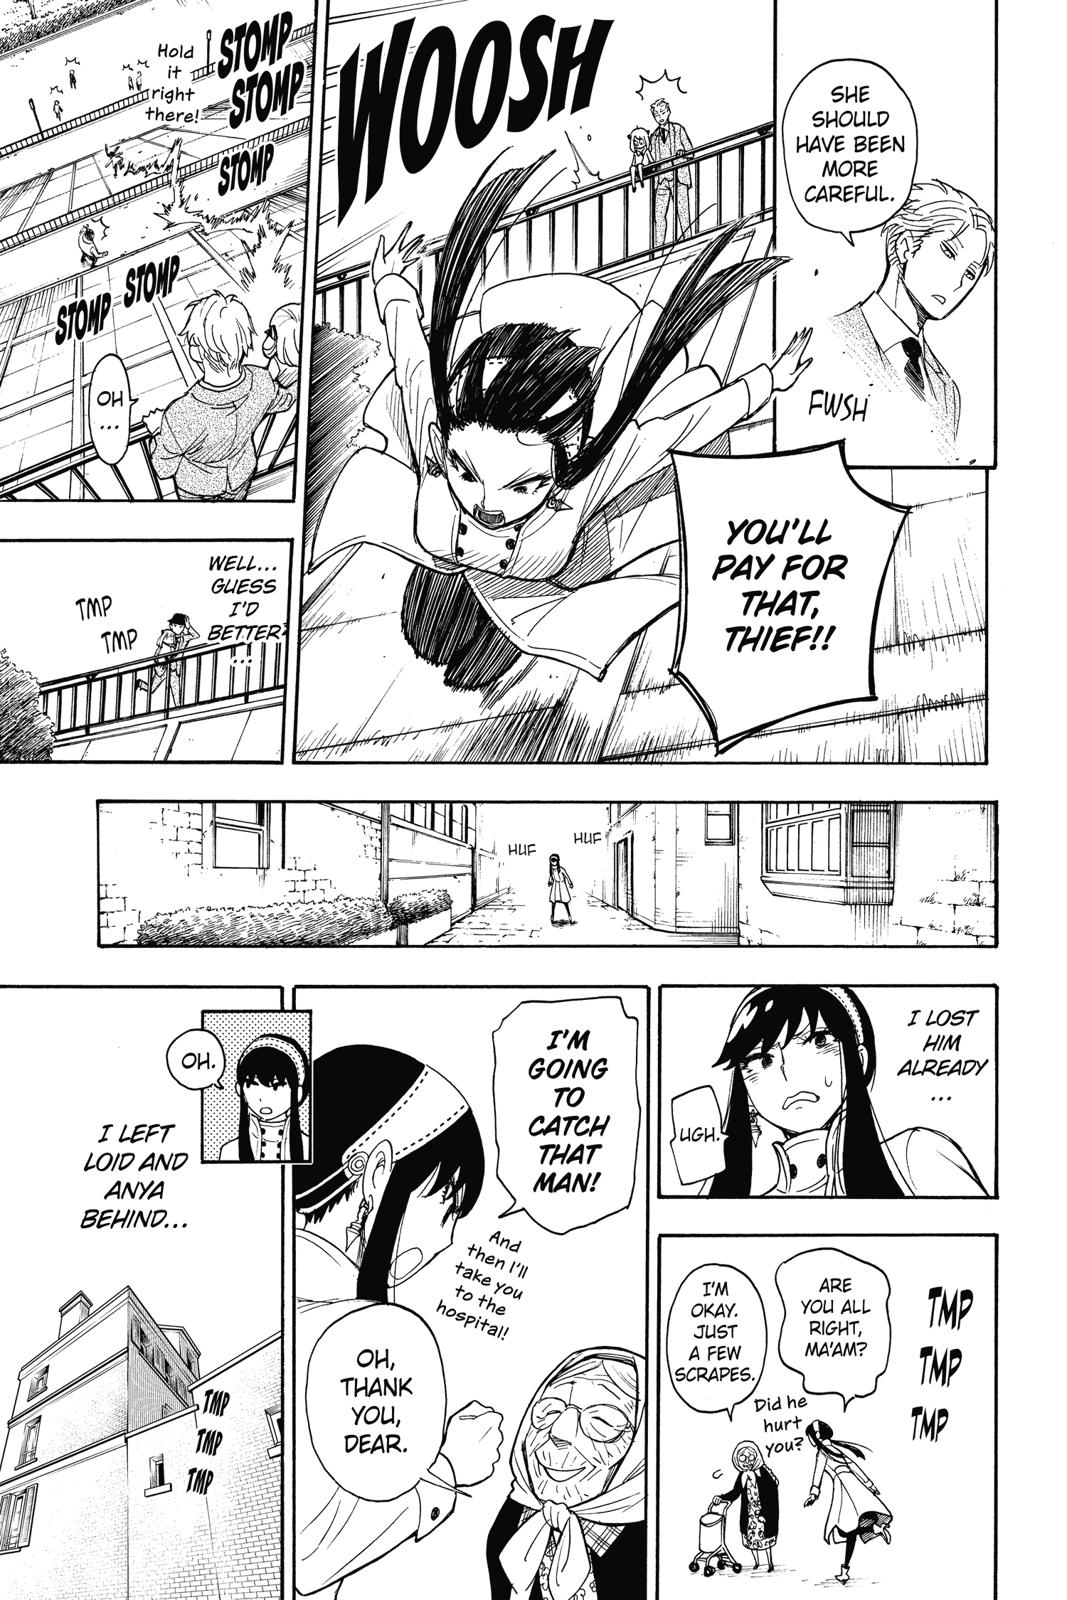 SHE
SHOULD
HAVE BEEN
MORE
CAREFUL.
FWSH
WOOSH
YOU'LL
PAY FOR
THAT,
THIEF!!
Hold
it
right
there!
STOMP
STOMP
STOMP
STOMP
STOMP
OH
...
WELL...
GUESS
I'D
BETTER
...
TMP
TMP
HUF
HUF
I LOST
HIM
ALREADY
...
UGH.
TMP
TMP
TMP
ARE
YOU ALL
RIGHT,
MA'AM?
Did he
hurt
you?
I'M
OKAY.
JUST
A FEW
SCRAPES.
I'M
GOING
TO
CATCH
THAT
MAN!
And
then I'll
take you
to the
hospital!
OH,
THANK
YOU,
DEAR.
OH.
I LEFT
LOID AND
ANYA
BEHIND...
TMP
TMP
TMP